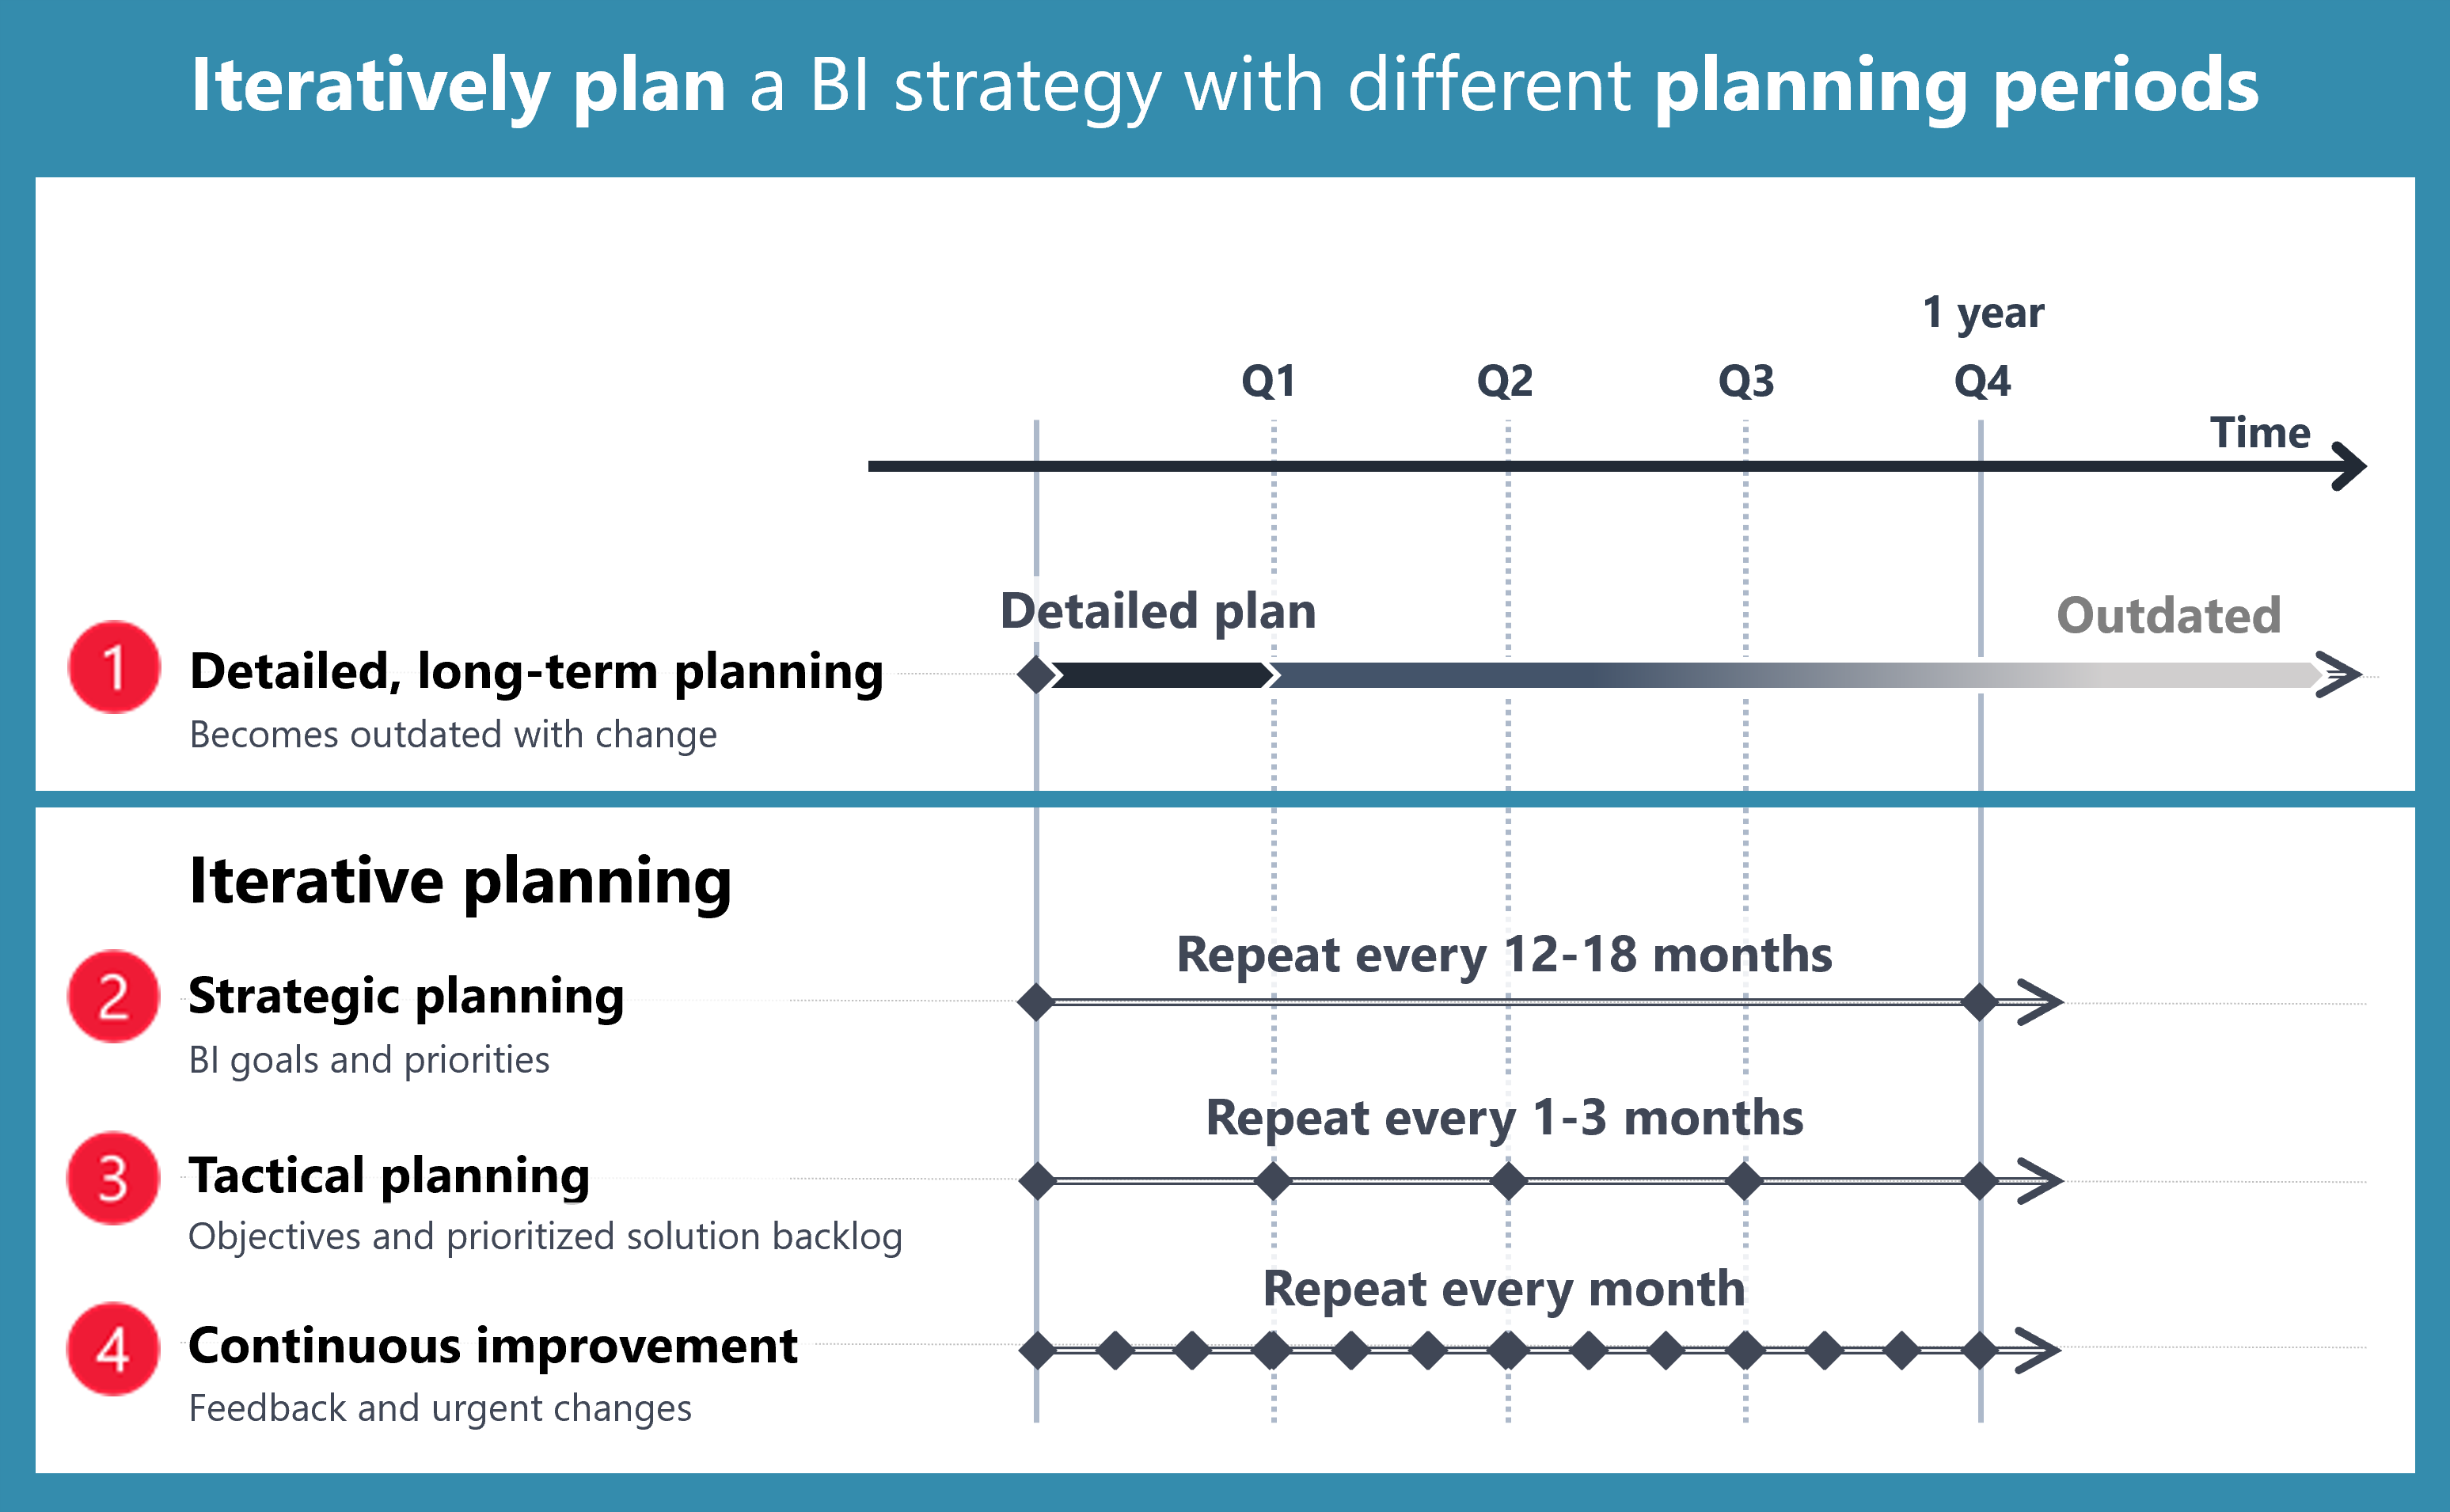 Iteratively plan a BI strategy with different planning periods
1 year
Q1 Q2 Q3 Q4
Time
Detailed plan
Outdated
1 Detailed, long-term planning
Becomes outdated with change
Iterative planning
Repeat every 12-18 months
2 Strategic planning
BI goals and priorities
Repeat every 1-3 months
3 Tactical planning
Objectives and prioritized solution backlog
Repeat every month
4 Continuous improvement
Feedback and urgent changes